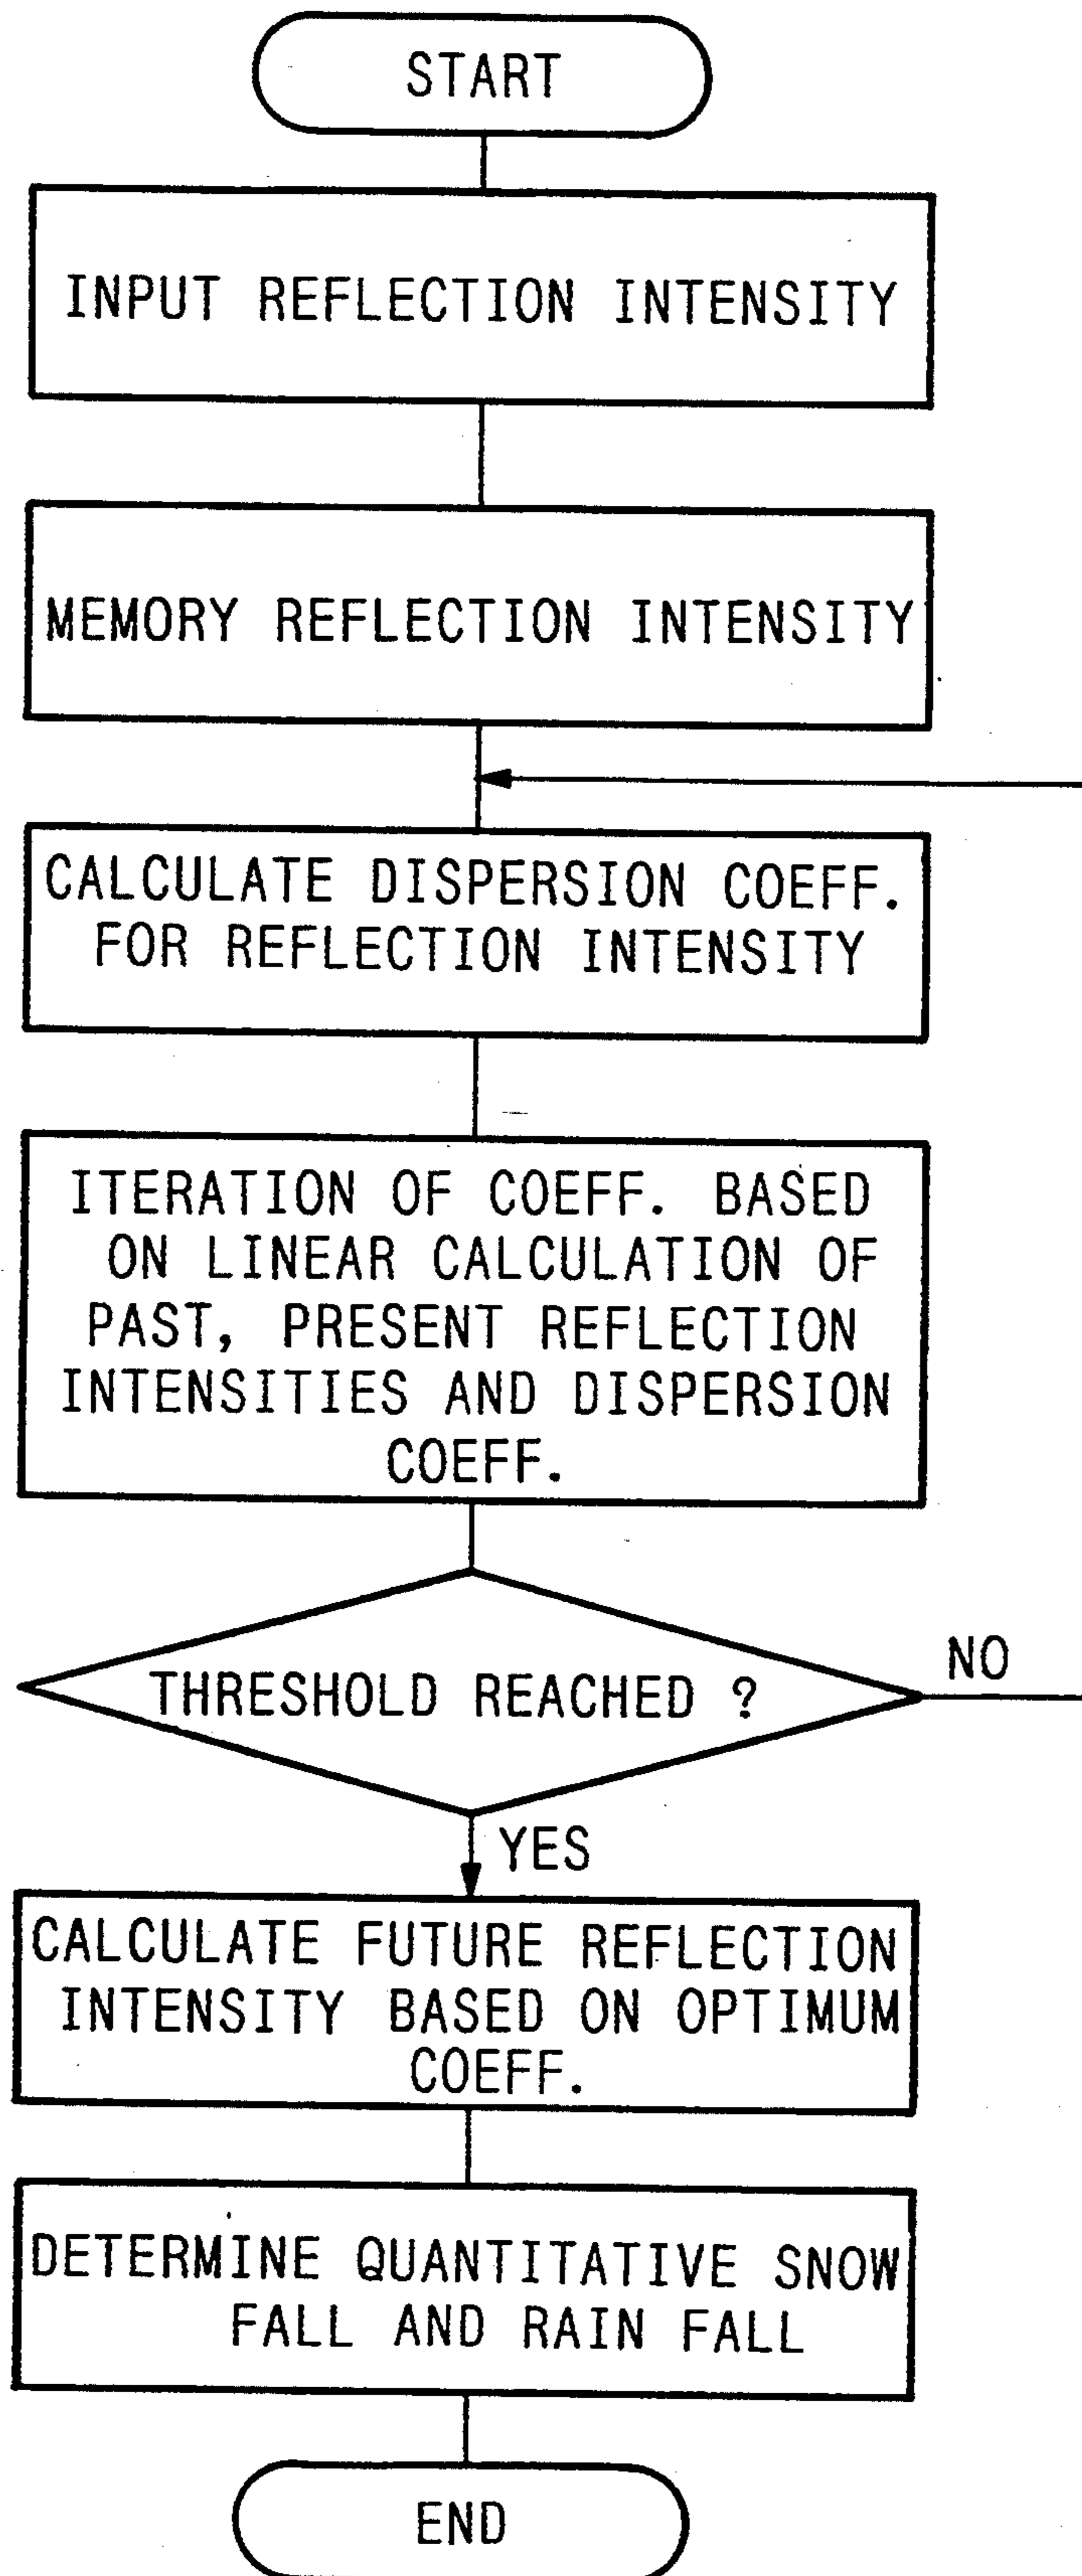 START
INPUT REFLECTION INTENSITY
MEMORY REFLECTION INTENSITY
CALCULATE DISPERSION COEFF.
FOR REFLECTION INTENSITY
ITERATION OF COEFF. BASED
ON LINEAR CALCULATION OF
PAST, PRESENT REFLECTION
INTENSITIES AND DISPERSION
COEFF.
THRESHOLD REACHED ?
NO
YES
CALCULATE FUTURE REFLECTION
INTENSITY BASED ON OPTIMUM
COEFF.
DETERMINE QUANTITATIVE SNOW
FALL AND RAIN FALL
END